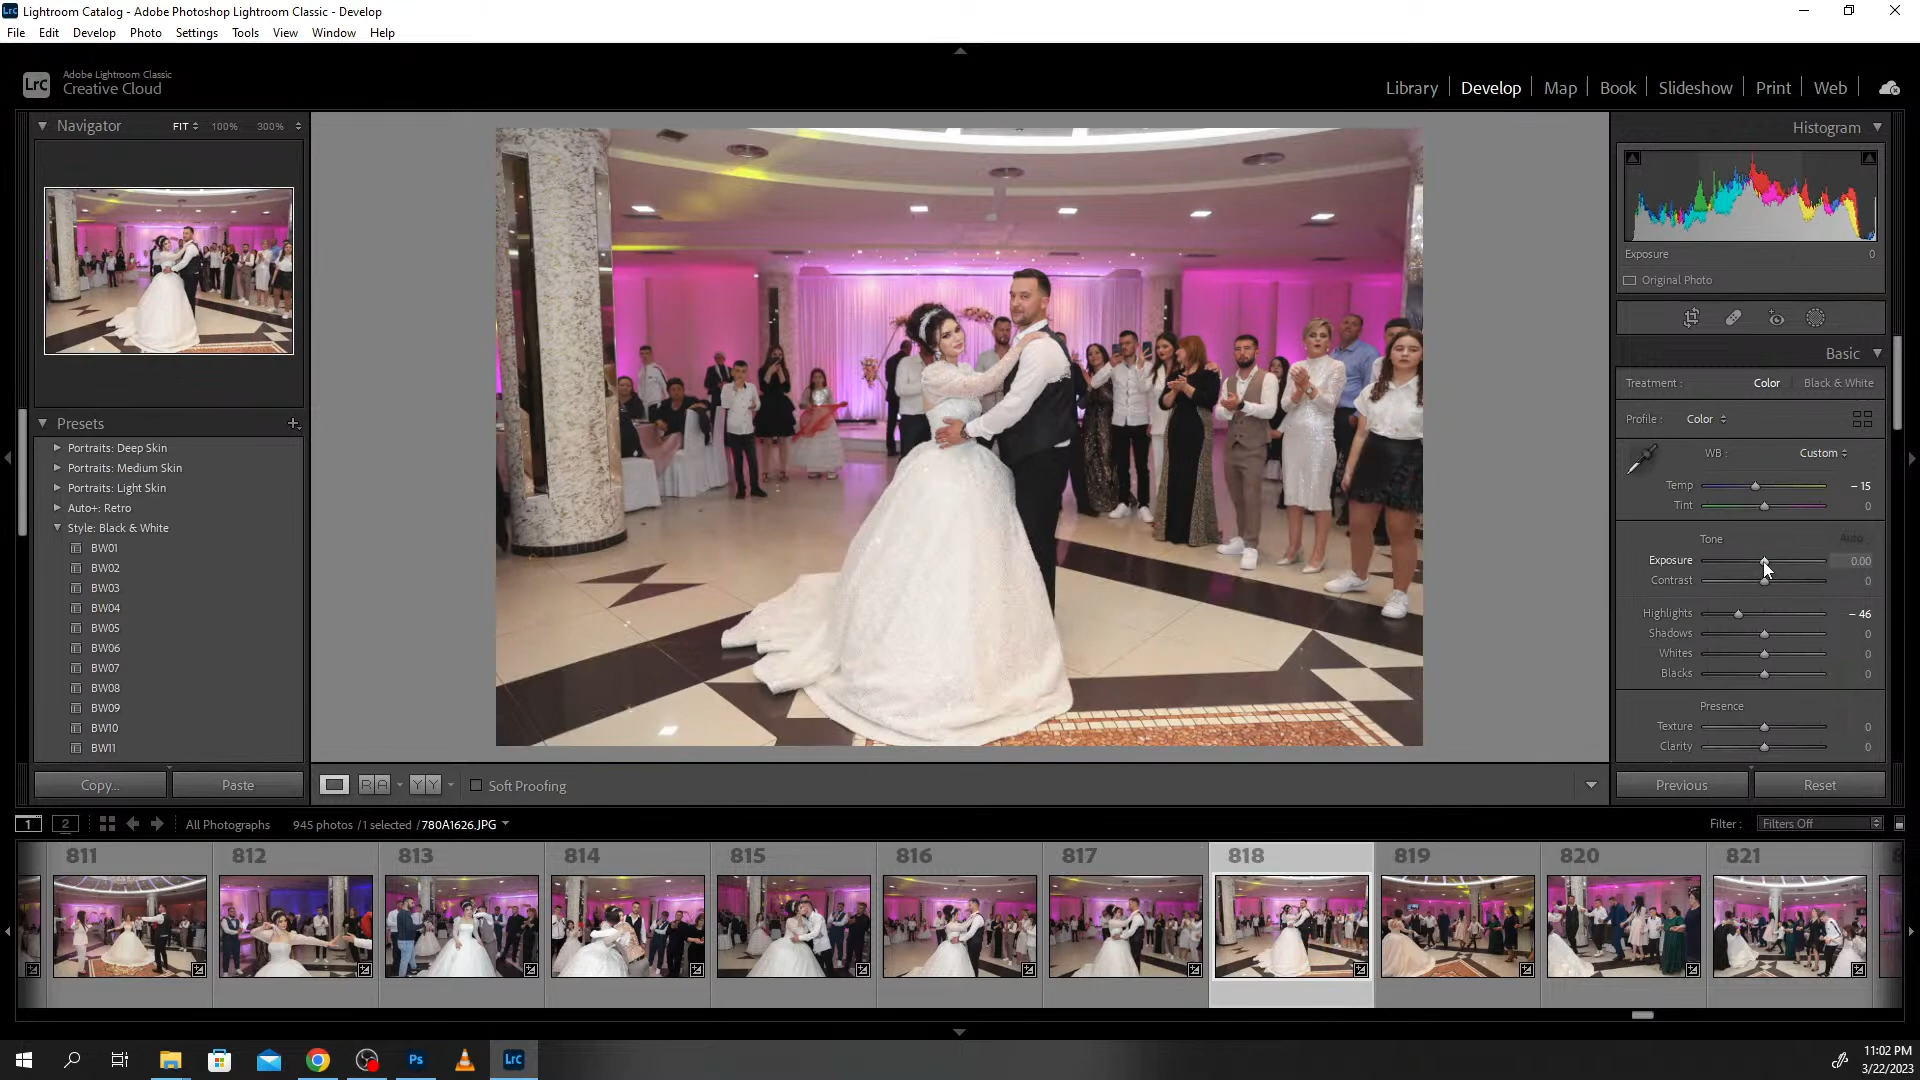 Lightroom Catalog - Adobe Photoshop Lightroom Classic - Develop
File Edit Develop Photo Settings Tools View Window Help
Lrc Adobe Lightroom Classic
Creative Cloud
Library Develop Map Book Slideshow Print Web
Navigator FIT 100% 300%
Histogram
Exposure 0
Original Photo
Basic
Treatment : Color Black & White
Profile : Color
WB : Custom
Temp – 15
Tint 0
Tone Auto
Exposure 0.00
Contrast 0
Highlights – 46
Shadows 0
Whites 0
Blacks 0
Presence
Texture 0
Clarity 0
Previous Reset
Presets
Portraits: Deep Skin
Portraits: Medium Skin
Portraits: Light Skin
Auto+: Retro
Style: Black & White
BW01
BW02
BW03
BW04
BW05
BW06
BW07
BW08
BW09
BW10
BW11
Copy... Paste
R A Y Y Soft Proofing
1 2 All Photographs 945 photos / 1 selected / 780A1626.JPG Filter : Filters Off
811 812 813 814 815 816 817 818 819 820 821
Ps Lrc
11:02 PM
3/22/2023